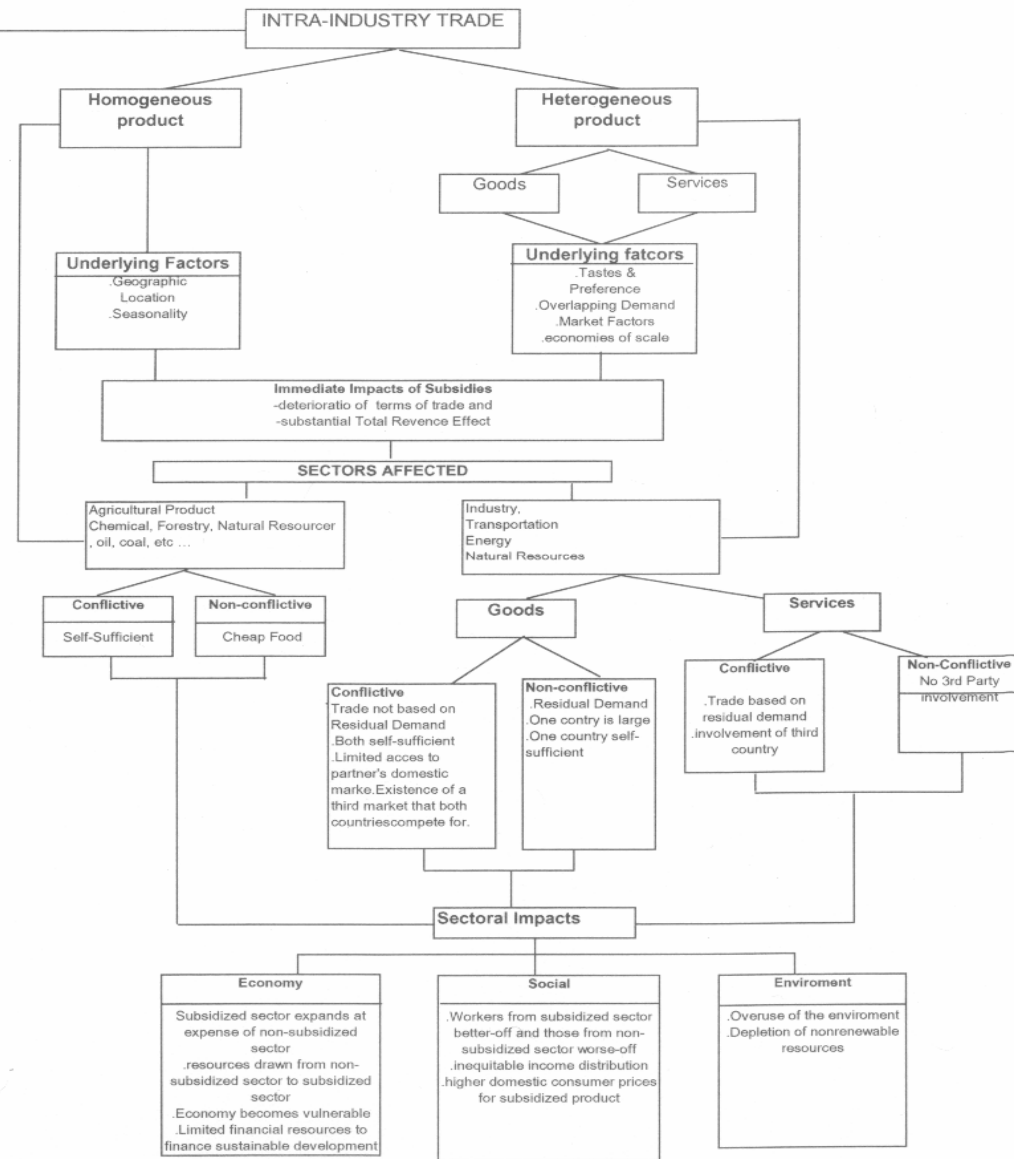 INTRA-INDUSTRY TRADE
Homogeneous
product
Heterogeneous
product
Goods
Services
Underlying Factors
.Geographic
Location
.Seasonality
Underlying fatcors
.Tastes &
Preference
.Overlapping Demand
.Market Factors
.economies of scale
Immediate Impacts of Subsidies
-deterioratio of terms of trade and
-substantial Total Revence Effect
SECTORS AFFECTED
Agricultural Product
Chemical, Forestry, Natural Resourcer
, oil, coal, etc ...
Industry,
Transportation
Energy
Natural Resources
Conflictive
Self-Sufficient
Non-conflictive
Cheap Food
Goods
Services
Conflictive
Trade not based on
Residual Demand
.Both self-sufficient
.Limited acces to
partner's domestic
marke.Existence of a
third market that both
countriescompete for.
Non-conflictive
.Residual Demand
.One contry is large
.One country self-
sufficient
Conflictive
.Trade based on
residual demand
.involvement of third
country
Non-Conflictive
No 3rd Party
involvement
Sectoral Impacts
Economy
Subsidized sector expands at
expense of non-subsidized
sector
.resources drawn from non-
subsidized sector to subsidized
sector
.Economy becomes vulnerable
.Limited financial resources to
finance sustainable development
Social
.Workers from subsidized sector
better-off and those from non-
subsidized sector worse-off
.inequitable income distribution
.higher domestic consumer prices
for subsidized product
Enviroment
.Overuse of the enviroment
.Depletion of nonrenewable
resources